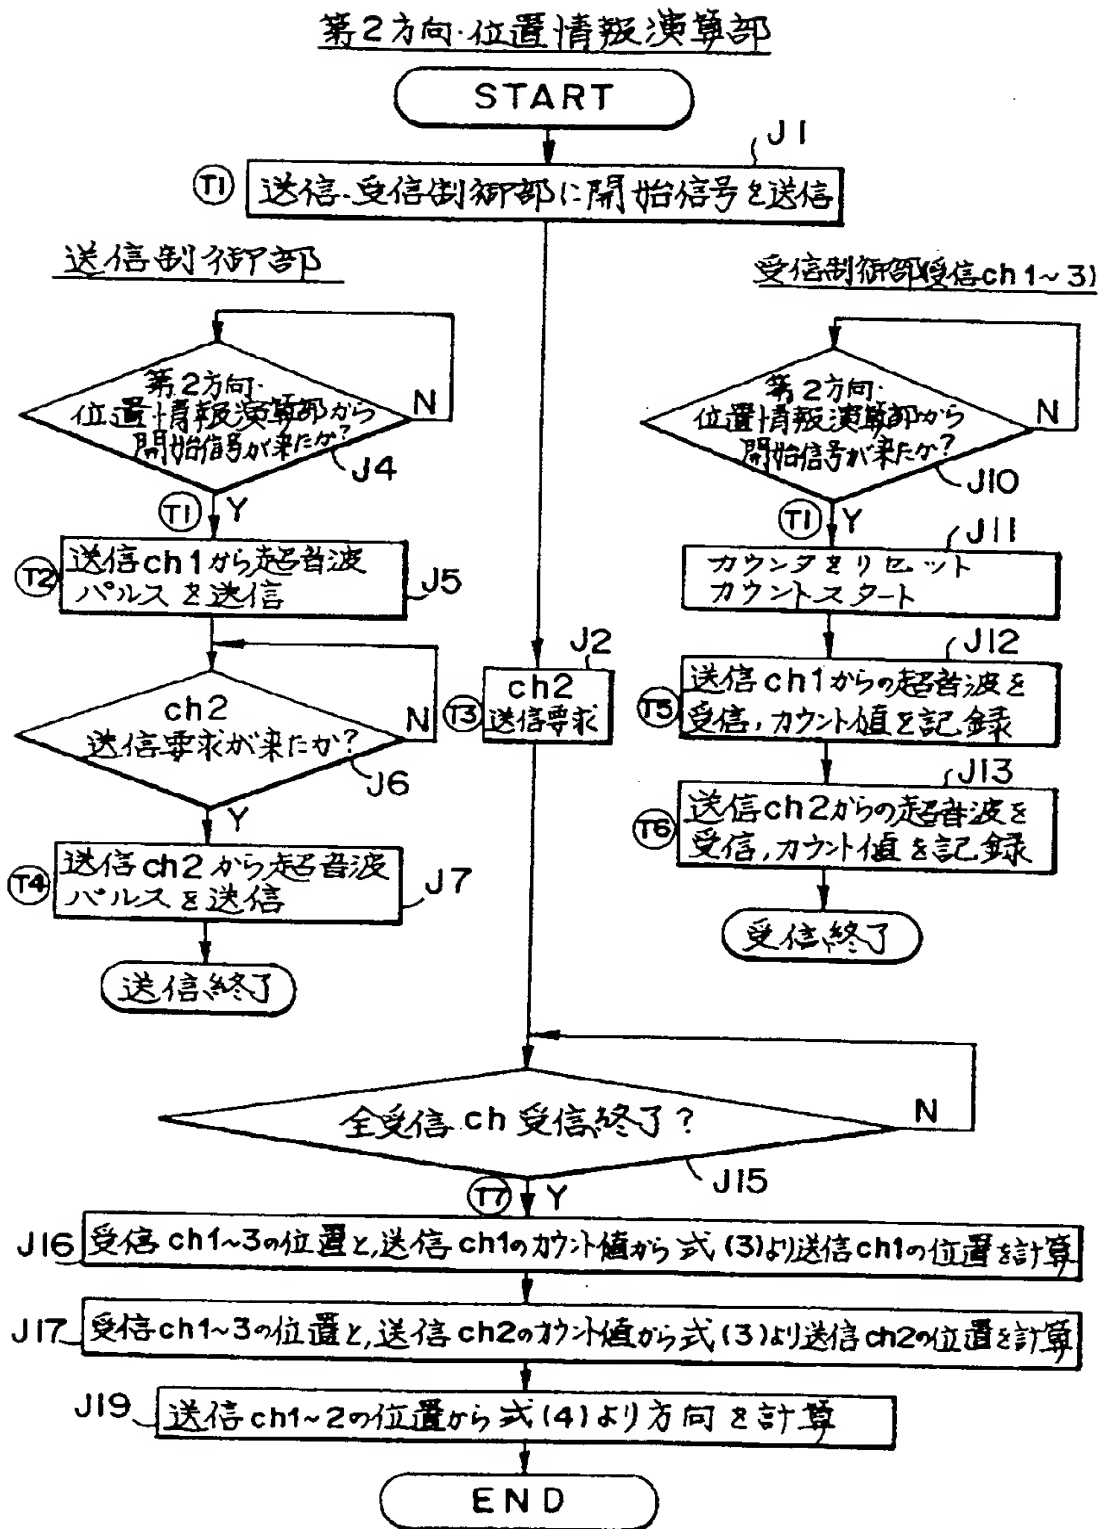 第2方向・位置情報演算部
START
J1
T1
送信・受信制御部に開始信号を送信
送信制御部
受信制御部(受信ch1~3)
第2方向・
位置情報演算部から
開始信号が来たか?
N
J4
T1
Y
T2
送信ch1から超音波
パルスを送信
J5
ch2
送信要求が来たか?
N
J6
Y
T4
送信ch2から超音波
パルスを送信
J7
送信終了
J2
T3
ch2
送信要求
第2方向・
位置情報演算部から
開始信号が来たか?
N
J10
T1
Y
J11
カウンタをリセット
カウントスタート
J12
T5
送信ch1からの超音波を
受信,カウント値を記録
J13
T6
送信ch2からの超音波を
受信,カウント値を記録
受信終了
全受信ch受信終了?
N
J15
T7
Y
J16
受信ch1~3の位置と,送信ch1のカウント値から式(3)より送信ch1の位置を計算
J17
受信ch1~3の位置と,送信ch2のカウント値から式(3)より送信ch2の位置を計算
J19
送信ch1~2の位置から式(4)より方向を計算
END